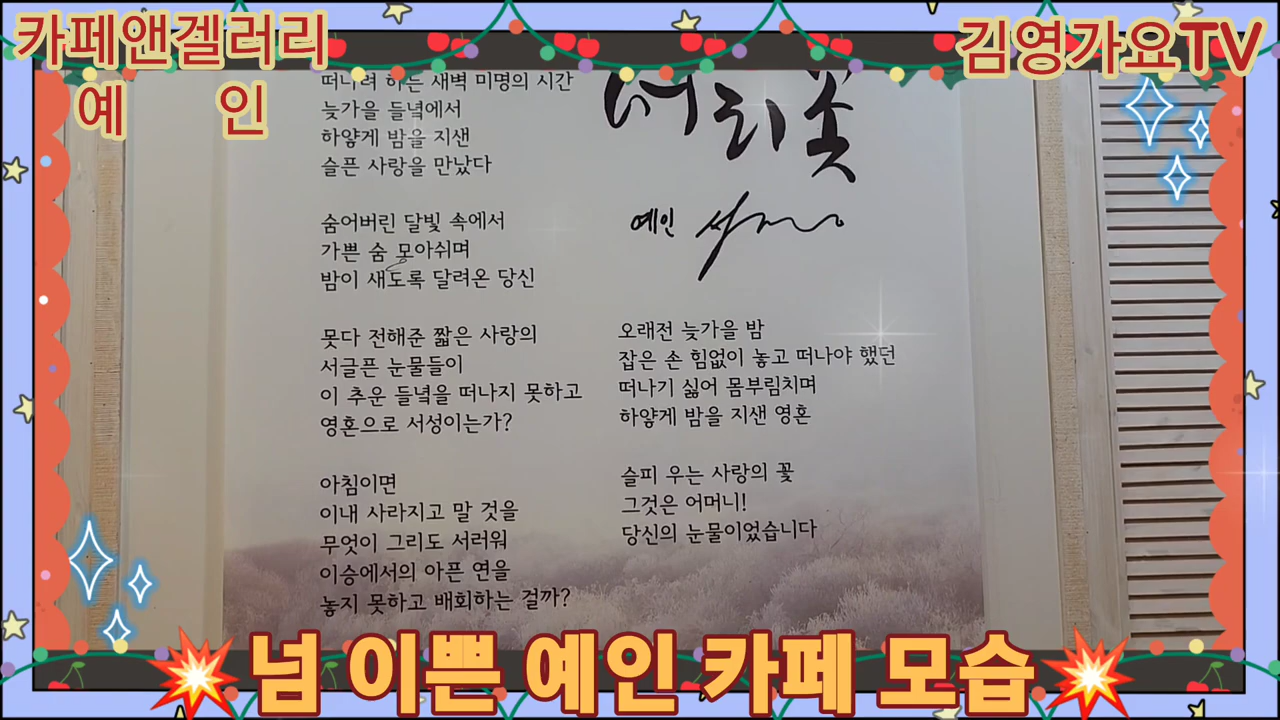 카페앤겔러리
예 인
김영가요TV
떠나려 하는 새벽 미명의 시간
늦가을 들녘에서
하얗게 밤을 지샌
슬픈 사랑을 만났다
숨어버린 달빛 속에서
가쁜 숨 모아쉬며
밤이 새도록 달려온 당신
못다 전해준 짧은 사랑의
서글픈 눈물들이
이 추운 들녘을 떠나지 못하고
영혼으로 서성이는가?
아침이면
이내 사라지고 말 것을
무엇이 그리도 서러워
이승에서의 아픈 연을
놓지 못하고 배회하는 걸까?
서리꽃
예인
오래전 늦가을 밤
잡은 손 힘없이 놓고 떠나야 했던
떠나기 싫어 몸부림치며
하얗게 밤을 지샌 영혼
슬피 우는 사랑의 꽃
그것은 어머니!
당신의 눈물이었습니다
넘 이쁜 예인 카페 모습